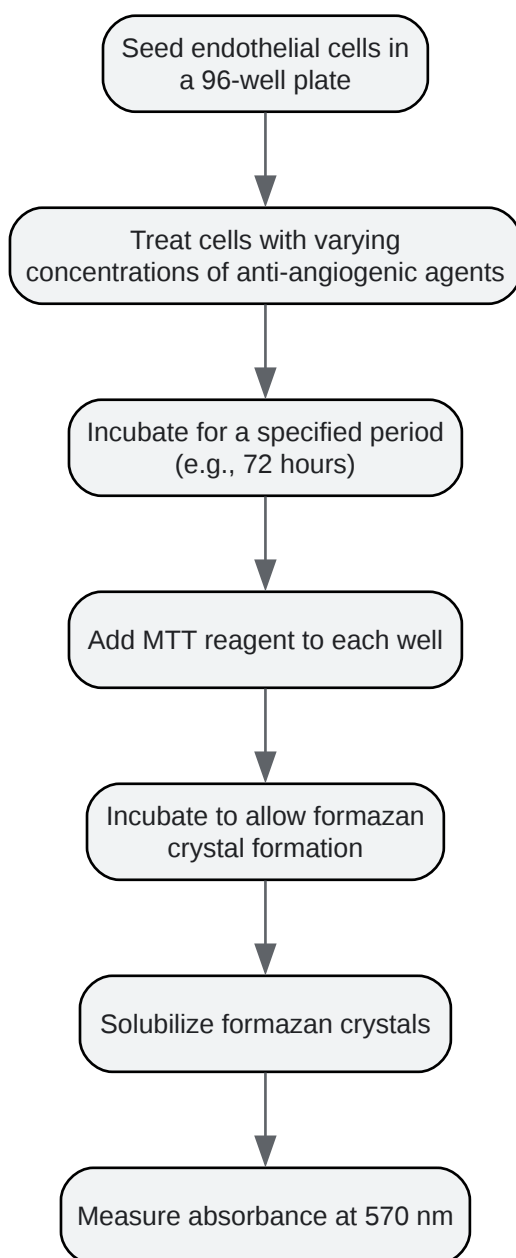 Seed endothelial cells in
a 96-well plate
Treat cells with varying
concentrations of anti-angiogenic agents
Incubate for a specified period
(e.g., 72 hours)
Add MTT reagent to each well
Incubate to allow formazan
crystal formation
Solubilize formazan crystals
Measure absorbance at 570 nm